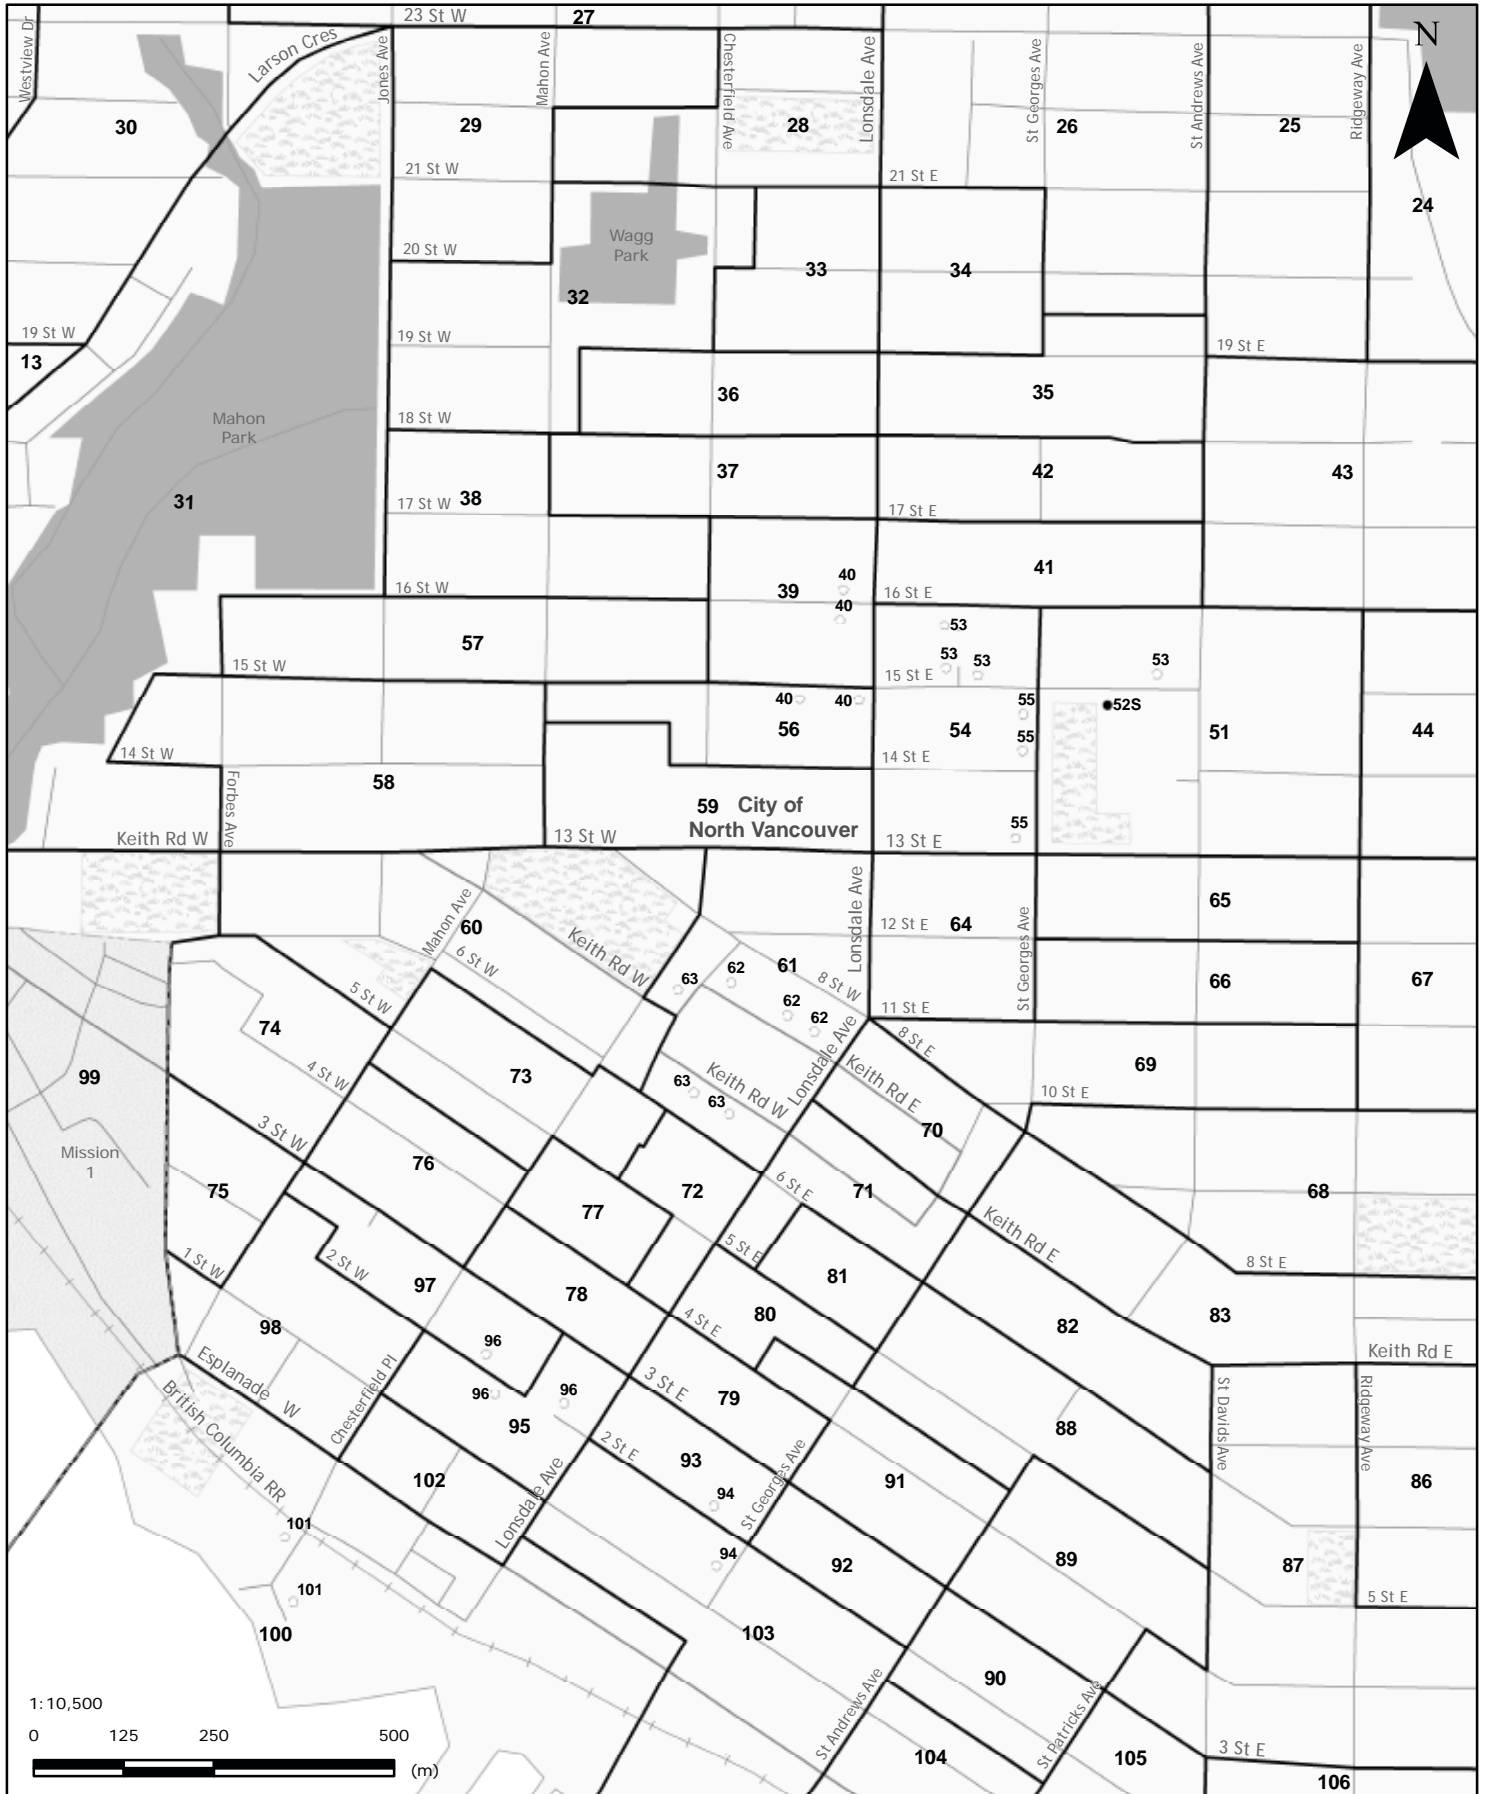 23 St W
27
Westview Dr
Larson Cres
Jones Ave
Mahon Ave
Chesterfield Ave
Lonsdale Ave
St Georges Ave
St Andrews Ave
Ridgeway Ave
N
30
29
28
26
25
21 St W
21 St E
24
20 St W
Wagg
Park
33
34
32
19 St W
19 St W
19 St E
13
36
35
Mahon
Park
18 St W
37
42
43
31
17 St W
38
17 St E
40
41
39
16 St W
16 St E
40
53
57
53
53
53
15 St W
15 St E
40
40
55
52S
56
54
55
51
44
14 St W
14 St E
58
Forbes Ave
59
City of
North Vancouver
55
Keith Rd W
13 St W
13 St E
Mahon Ave
60
Lonsdale Ave
12 St E
64
65
St Georges Ave
6 St W
Keith Rd W
63
62
61
8 St W
66
67
5 St W
62
62
11 St E
74
8 St E
99
4 St W
73
63
63
Keith Rd W
Lonsdale Ave
Keith Rd E
69
10 St E
70
3 St W
Mission
1
76
75
72
6 St E
71
68
77
Keith Rd E
1 St W
2 St W
5 St E
8 St E
97
78
81
80
4 St E
82
83
98
96
Keith Rd E
Esplanade W
Chesterfield Pl
96
96
3 St E
79
St Davids Ave
Ridgeway Ave
British Columbia RR
95
88
2 St E
93
102
94
91
86
Lonsdale Ave
St Georges Ave
101
94
92
89
87
101
5 St E
100
103
90
St Andrews Ave
St Patricks Ave
1:10,500
0
125
250
500
(m)
104
105
3 St E
106